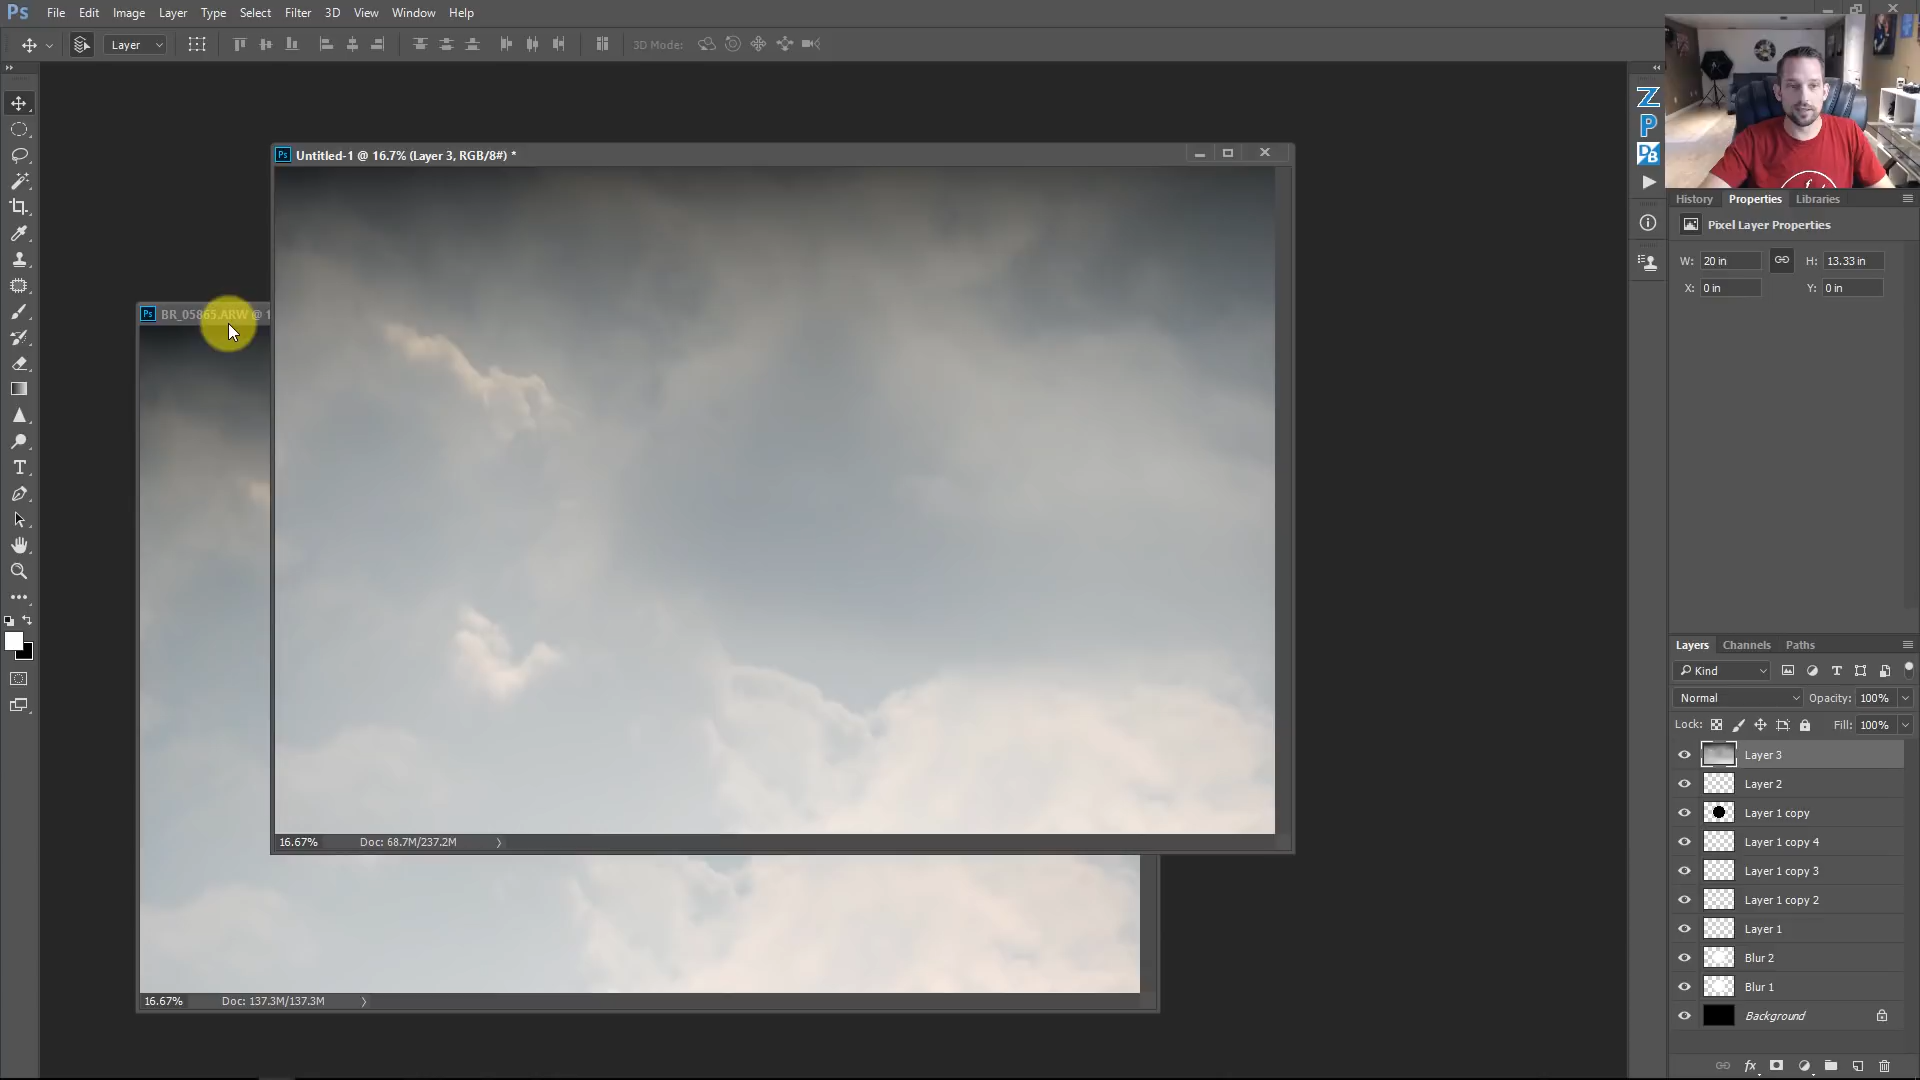 Ps File Edit Image Layer Type Select Filter 3D View Window Help
Layer 3D Mode:
Z
P
DB
Untitled-1 @ 16.7% (Layer 3, RGB/8#) *
BR_05865.ARW @ 1
16.67% Doc: 68.7M/237.2M
16.67% Doc: 137.3M/137.3M
History Properties Libraries
Pixel Layer Properties
W: 20 in H: 13.33 in
X: 0 in Y: 0 in
Layers Channels Paths
Kind
Normal Opacity: 100%
Lock: Fill: 100%
Layer 3
Layer 2
Layer 1 copy
Layer 1 copy 4
Layer 1 copy 3
Layer 1 copy 2
Layer 1
Blur 2
Blur 1
Background
fx